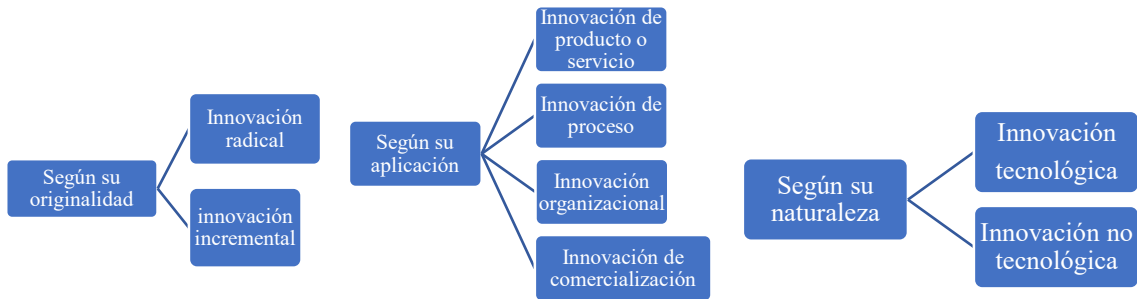 Según su
originalidad
Innovación
radical
innovación
incremental
Según su
aplicación
Innovación de
producto o
servicio
Innovación de
proceso
Innovación
organizacional
Innovación de
comercialización
Según su
naturaleza
Innovación
tecnológica
Innovación no
tecnológica